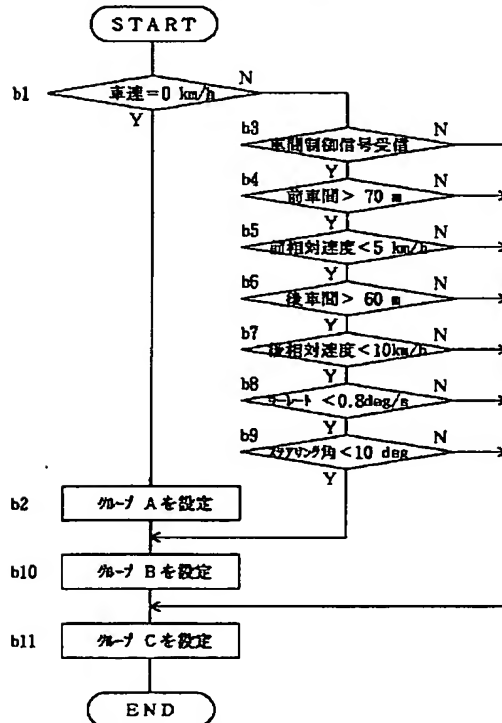 START
b1
車速=0 km/h
N
Y
b3
車間制御信号受信
N
Y
b4
前車間> 70 m
N
Y
b5
前相対速度<5 km/h
N
Y
b6
後車間> 60 m
N
Y
b7
後相対速度<10km/h
N
Y
b8
ヨーレート <0.8deg/s
N
Y
b9
ステアリング角<10 deg
N
Y
b2
グループ Aを設定
b10
グループ Bを設定
b11
グループ Cを設定
END